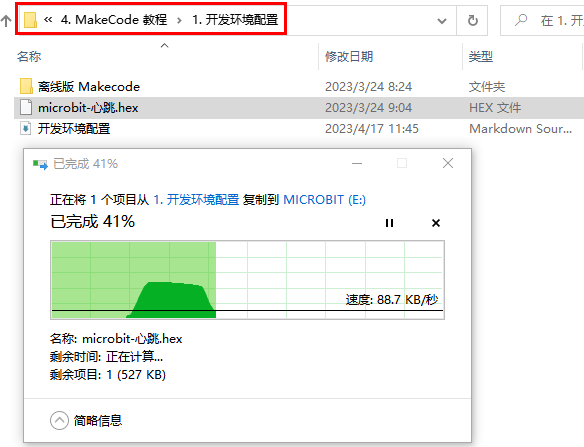 « 4. MakeCode 教程 › 1. 开发环境配置
在 1. 开
名称 修改日期 类型
离线版 Makecode 2023/3/24 8:24 文件夹
microbit-心跳.hex 2023/3/24 9:04 HEX 文件
开发环境配置 2023/4/17 11:45 Markdown Sour...
已完成 41%
正在将 1 个项目从 1. 开发环境配置 复制到 MICROBIT (E:)
已完成 41%
速度: 88.7 KB/秒
名称: microbit-心跳.hex
剩余时间: 正在计算...
剩余项目: 1 (527 KB)
简略信息